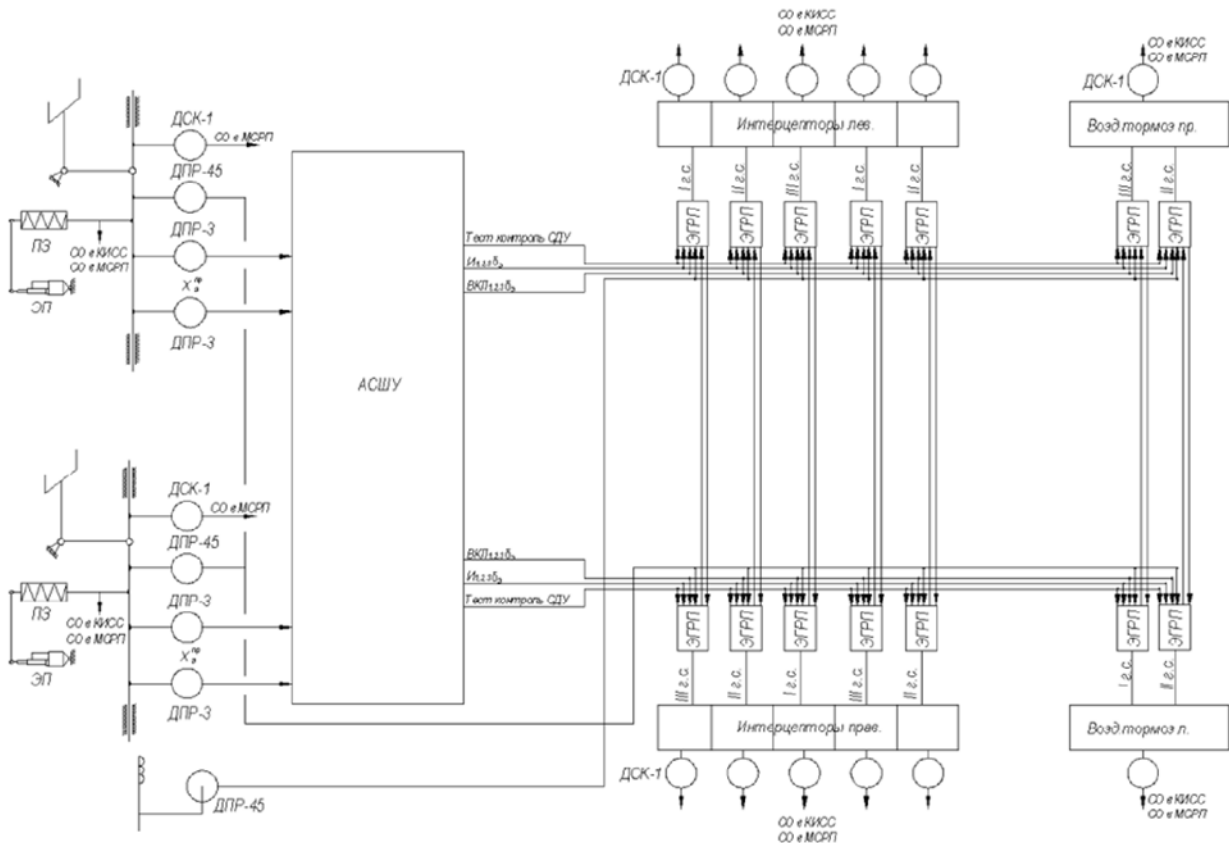 СО в КИСС
СО в МСРП
СО в КИСС
СО в МСРП
ДСК-1
ДСК-1
Интерцепторы лев.
Возд тормоз пр.
I г.с.
II г.с.
III г.с.
I г.с.
II г.с.
III г.с.
II г.с.
ЭГРП
ЭГРП
ЭГРП
ЭГРП
ЭГРП
ЭГРП
ЭГРП
ДСК-1
СО в МСРП
ДПР-45
ДПР-3
ПЗ
СО в КИСС
СО в МСРП
ЭП
ДПР-3
Тест контроль СДУ
АСШУ
ДСК-1
СО в МСРП
ДПР-45
ДПР-3
ПЗ
СО в КИСС
СО в МСРП
ЭП
ДПР-3
Тест контроль СДУ
ЭГРП
ЭГРП
ЭГРП
ЭГРП
ЭГРП
ЭГРП
ЭГРП
III г.с.
II г.с.
I г.с.
III г.с.
II г.с.
I г.с.
II г.с.
Интерцепторы прав.
Возд тормоз л.
ДСК-1
ДПР-45
СО в КИСС
СО в МСРП
СО в КИСС
СО в МСРП